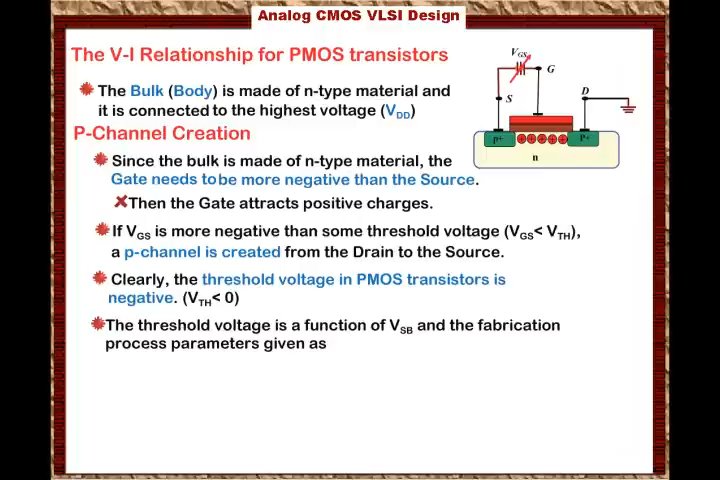 Analog CMOS VLSI Design
The V-I Relationship for PMOS transistors
The Bulk (Body) is made of n-type material and
it is connected to the highest voltage (VDD)
P-Channel Creation
Since the bulk is made of n-type material, the
Gate needs to be more negative than the Source.
Then the Gate attracts positive charges.
If VGS is more negative than some threshold voltage (VGS< VTH),
a p-channel is created from the Drain to the Source.
Clearly, the threshold voltage in PMOS transistors is
negative. (VTH< 0)
The threshold voltage is a function of VSB and the fabrication
process parameters given as
VGS
G
S
D
P+
P+
n